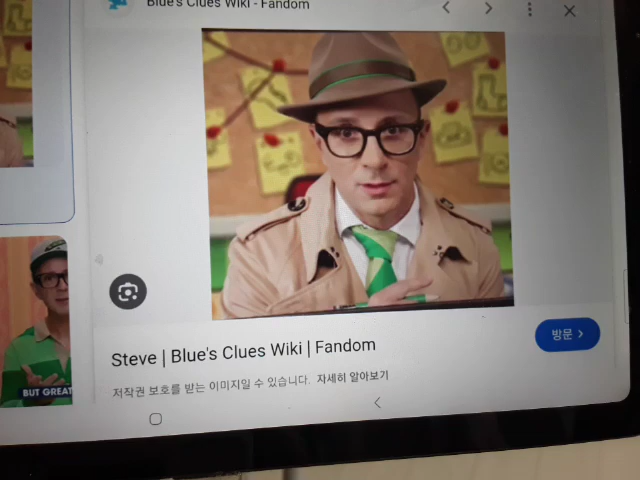 Blue's Clues Wiki - Fandom
BUT GREAT
Steve | Blue's Clues Wiki | Fandom
방문 >
저작권 보호를 받는 이미지일 수 있습니다. 자세히 알아보기